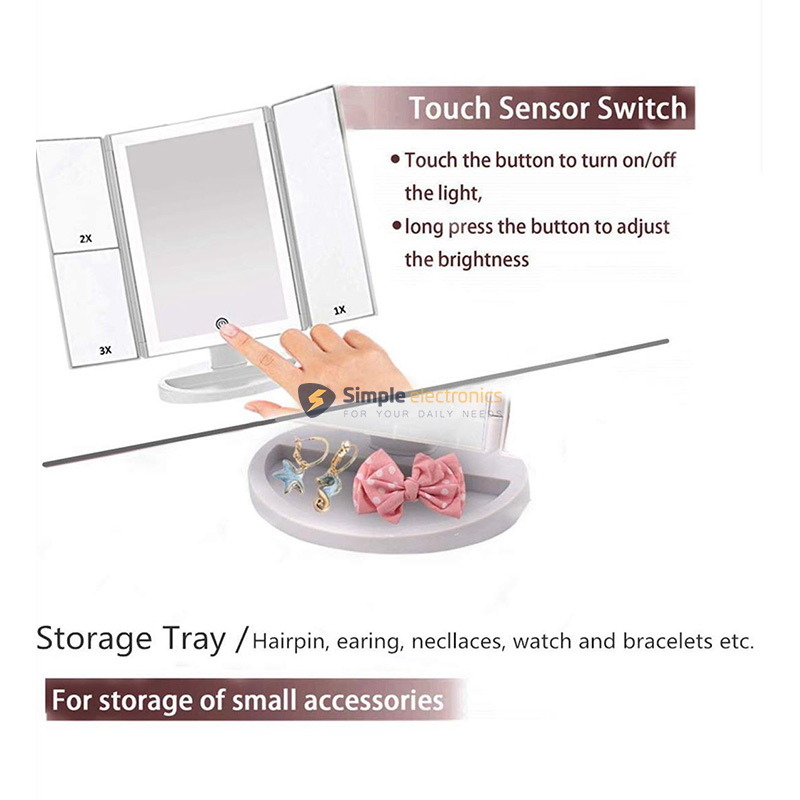 Touch Sensor Switch
•Touch the button to turn on/off
the light,
•long press the button to adjust
the brightness
2X
1X
3X
Simple electronics
FOR YOUR DAILY NEEDS
Storage Tray / Hairpin, earing, necllaces, watch and bracelets etc.
For storage of small accessories